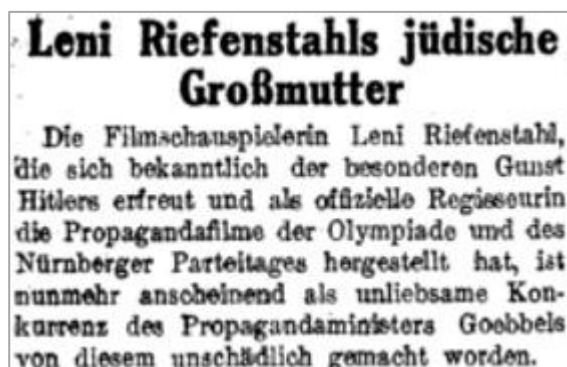 Leni Riefenstahls jüdische
Großmutter
Die Filmschauspielerin Leni Riefenstahl,
die sich bekanntlich der besonderen Gunst
Hitlers erfreut und als offizielle Regisseurin
die Propagandafilme der Olympiade und des
Nürnberger Parteitages hergestellt hat, ist
nunmehr anscheinend als unliebsame Kon-
kurrenz des Propagandaministers Goebbels
von diesem unschädlich gemacht worden.